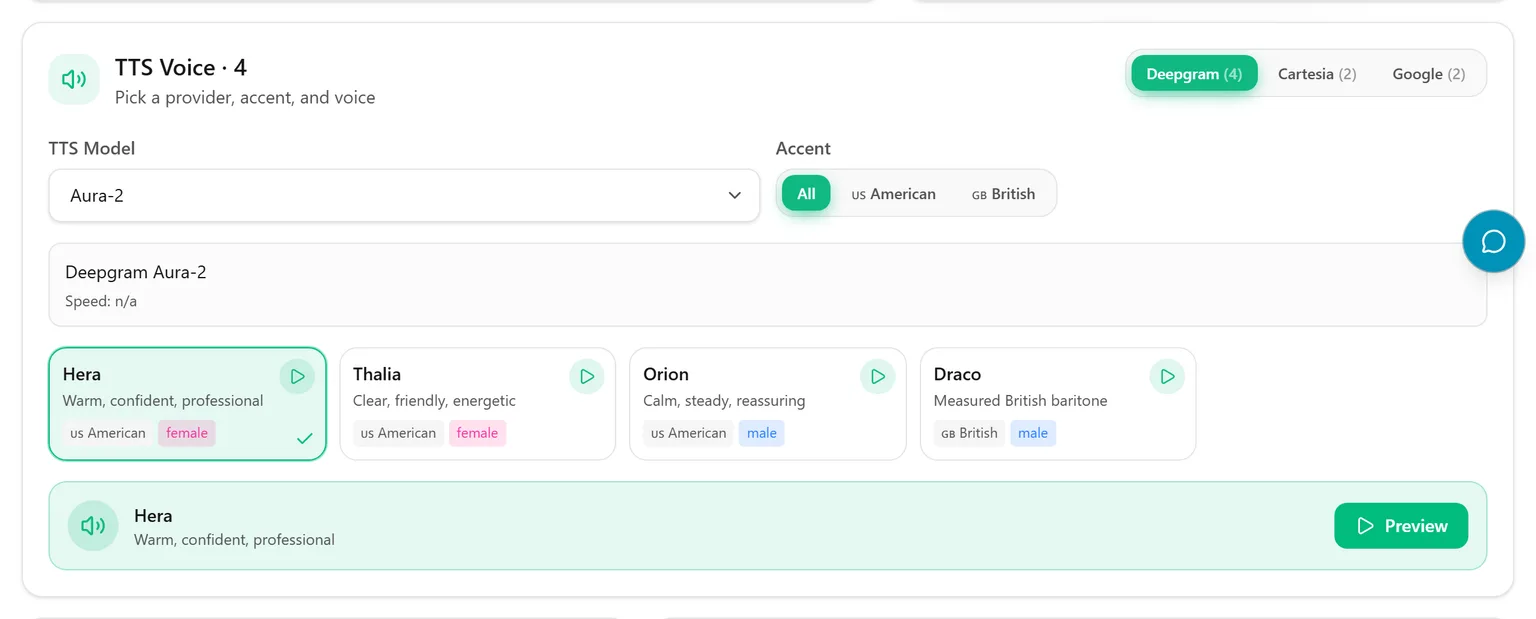 TTS Voice · 4
Pick a provider, accent, and voice
Deepgram (4) Cartesia (2) Google (2)
TTS Model
Aura-2
Accent
All US American GB British
Deepgram Aura-2
Speed: n/a
Hera
Warm, confident, professional
US American female
Thalia
Clear, friendly, energetic
US American female
Orion
Calm, steady, reassuring
US American male
Draco
Measured British baritone
GB British male
Hera
Warm, confident, professional
Preview